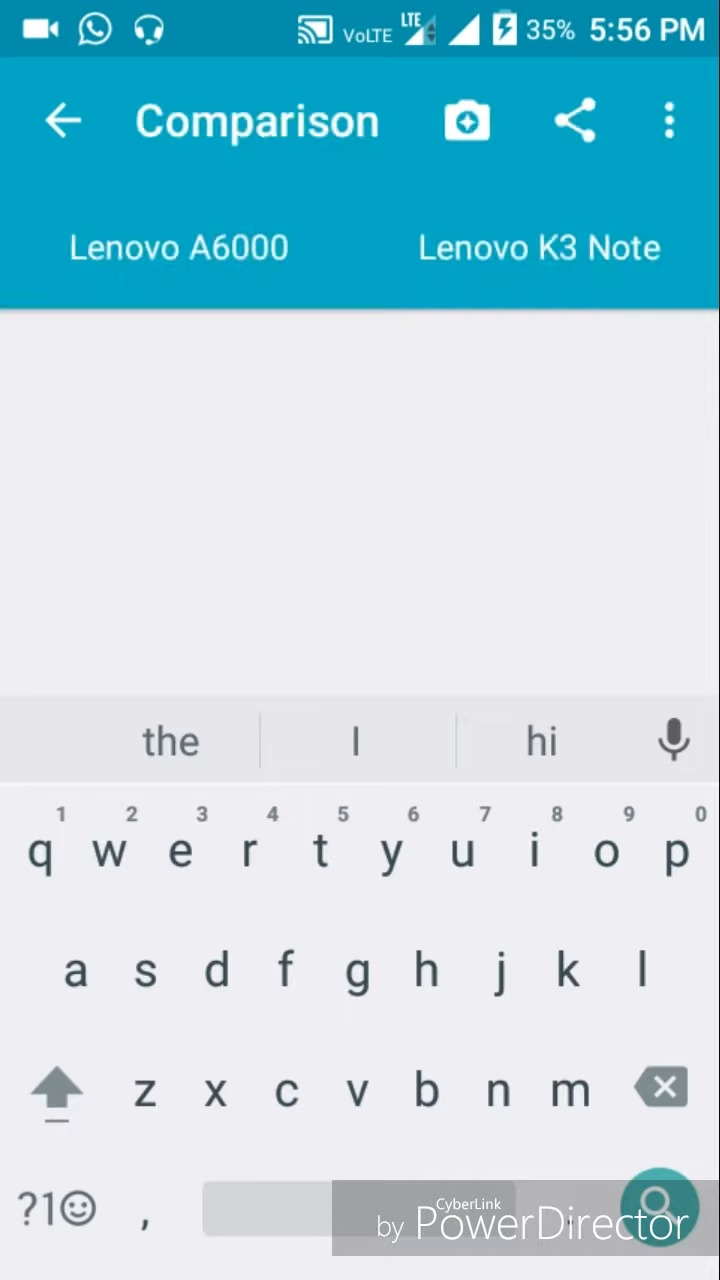 VoLTE LTE 35% 5:56 PM
Comparison
Lenovo A6000 Lenovo K3 Note
the I hi
1 2 3 4 5 6 7 8 9 0
q w e r t y u i o p
a s d f g h j k l
z x c v b n m
?1☺ ,
CyberLink
by PowerDirector